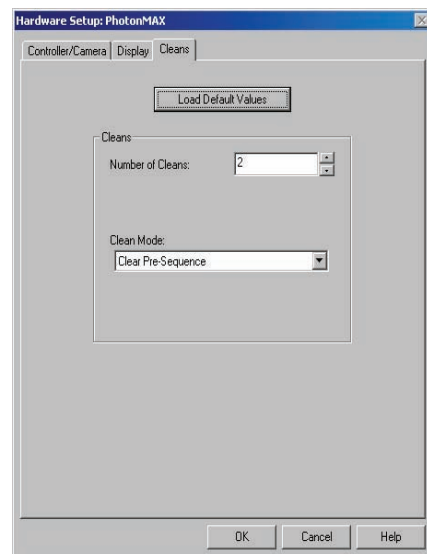 Hardware Setup: PhotonMAX
Controller/Camera Display Cleans
Load Default Values
Cleans
Number of Cleans: 2
Clean Mode:
Clear Pre-Sequence
OK Cancel Help